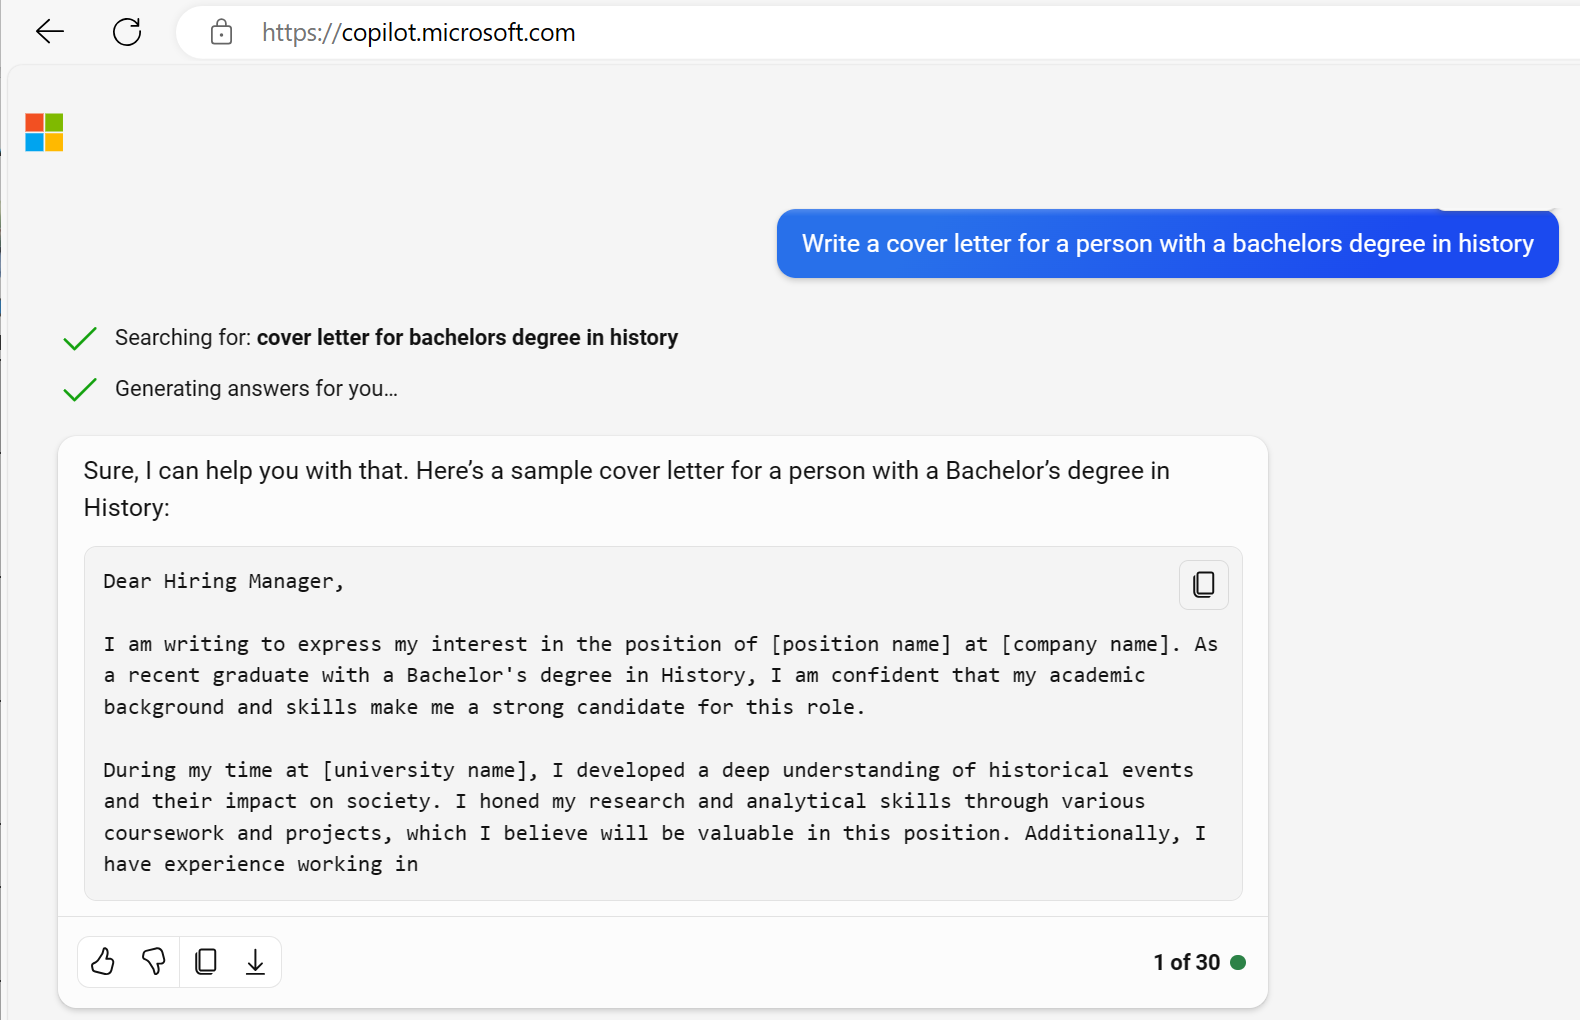 https://copilot.microsoft.com
Write a cover letter for a person with a bachelors degree in history
Searching for: cover letter for bachelors degree in history
Generating answers for you...
Sure, I can help you with that. Here’s a sample cover letter for a person with a Bachelor’s degree in
History:
Dear Hiring Manager,
I am writing to express my interest in the position of [position name] at [company name]. As
a recent graduate with a Bachelor's degree in History, I am confident that my academic
background and skills make me a strong candidate for this role.
During my time at [university name], I developed a deep understanding of historical events
and their impact on society. I honed my research and analytical skills through various
coursework and projects, which I believe will be valuable in this position. Additionally, I
have experience working in
1 of 30